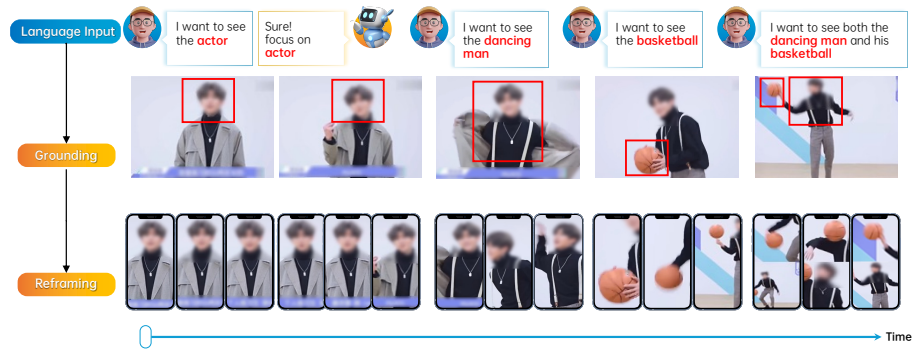 Language Input
I want to see
the actor
Sure!
focus on
actor
I want to see
the dancing
man
I want to see
the basketball
I want to see both the
dancing man and his
basketball
Grounding
Reframing
Time